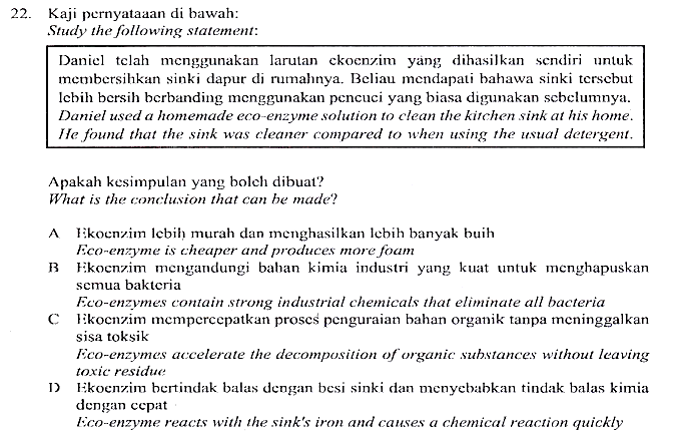 22. Kaji pernyataaan di bawah:
Study the following statement:
Daniel telah menggunakan larutan ekoenzim yang dihasilkan sendiri untuk
membersihkan sinki dapur di rumahnya. Beliau mendapati bahawa sinki tersebut
lebih bersih berbanding menggunakan pencuci yang biasa digunakan sebelumnya.
Daniel used a homemade eco-enzyme solution to clean the kitchen sink at his home.
He found that the sink was cleaner compared to when using the usual detergent.
Apakah kesimpulan yang boleh dibuat?
What is the conclusion that can be made?
A Ekoenzim lebih murah dan menghasilkan lebih banyak buih
Eco-enzyme is cheaper and produces more foam
B Ekoenzim mengandungi bahan kimia industri yang kuat untuk menghapuskan
semua bakteria
Eco-enzymes contain strong industrial chemicals that eliminate all bacteria
C Ekoenzim mempercepatkan proses penguraian bahan organik tanpa meninggalkan
sisa toksik
Eco-enzymes accelerate the decomposition of organic substances without leaving
toxic residue
D Ekoenzim bertindak balas dengan besi sinki dan menyebabkan tindak balas kimia
dengan cepat
Eco-enzyme reacts with the sink's iron and causes a chemical reaction quickly